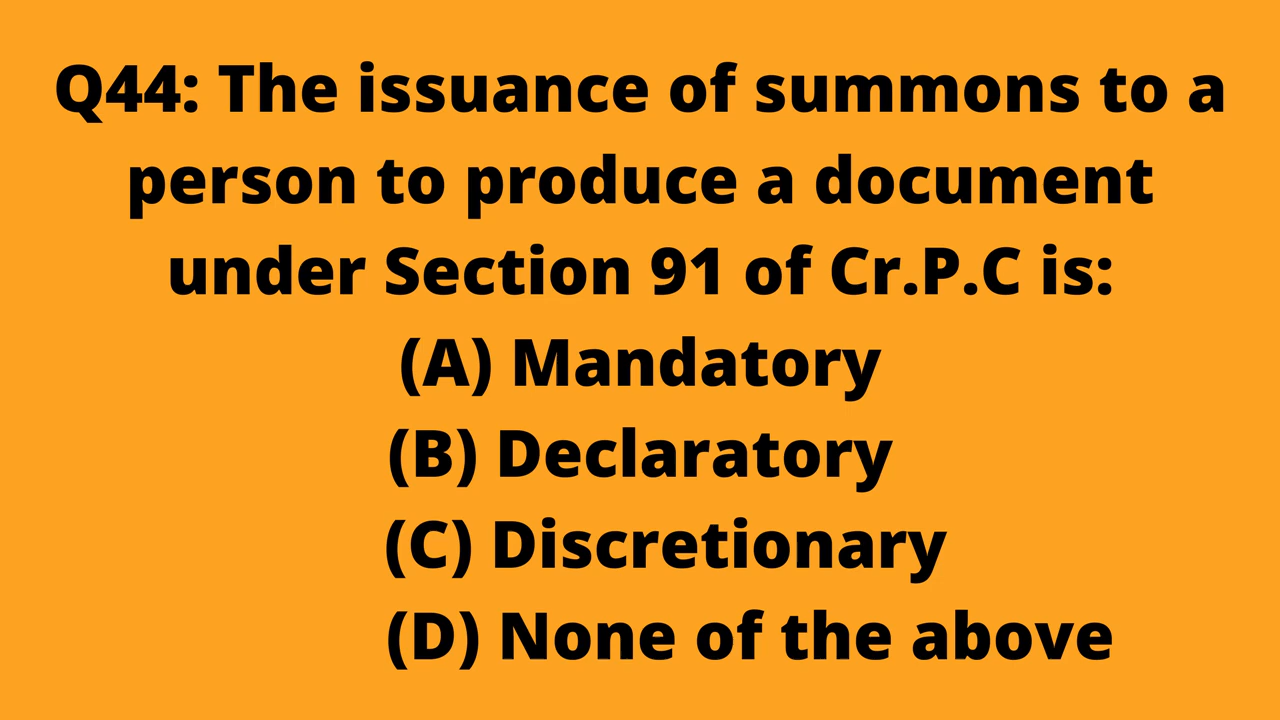 Q44: The issuance of summons to a
person to produce a document
under Section 91 of Cr.P.C is:
(A) Mandatory
(B) Declaratory
(C) Discretionary
(D) None of the above